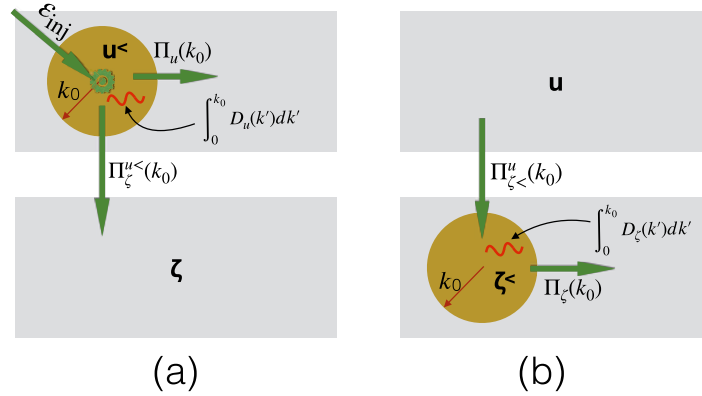 ε_inj
u^<
Π_u(k_0)
k_0
∫_0^{k_0} D_u(k')dk'
Π_ζ^{u<}(k_0)
ζ
(a)
u
Π_{ζ<}^u(k_0)
∫_0^{k_0} D_ζ(k')dk'
k_0
ζ^<
Π_ζ(k_0)
(b)